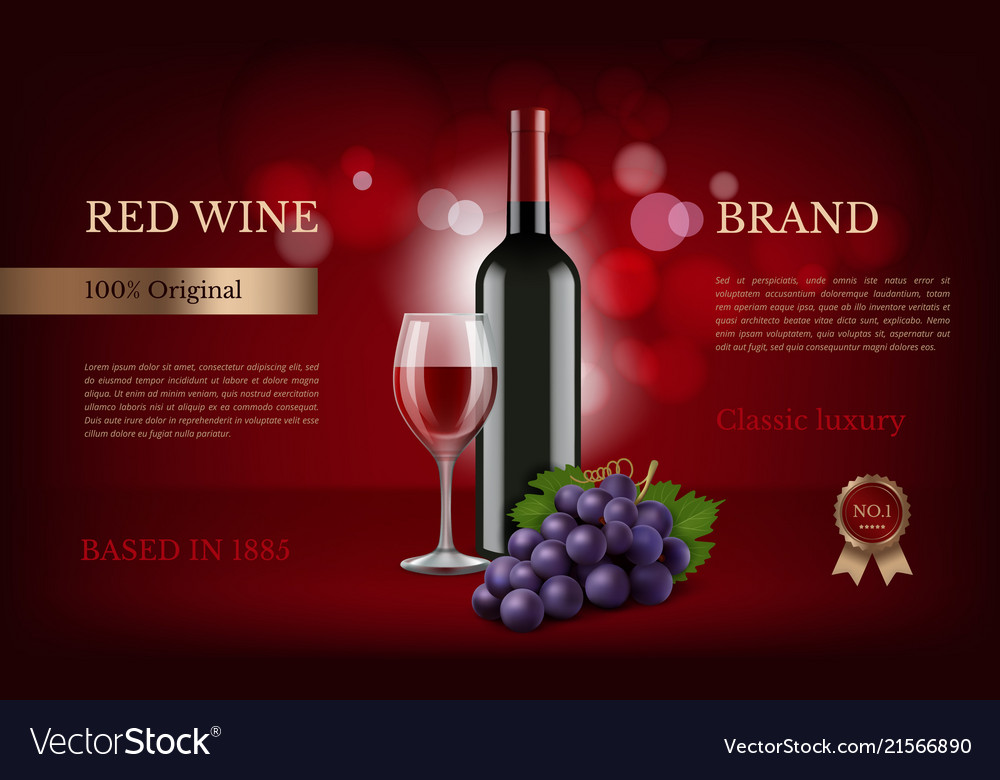 RED WINE
100% Original
Lorem ipsum dolor sit amet, consectetur adipiscing elit, sed
do eiusmod tempor incididunt ut labore et dolore magna
aliqua. Ut enim ad minim veniam, quis nostrud exercitation
ullamco laboris nisi ut aliquip ex ea commodo consequat.
Duis aute irure dolor in reprehenderit in voluptate velit esse
cillum dolore eu fugiat nulla pariatur.
BASED IN 1885
BRAND
Sed ut perspiciatis, unde omnis iste natus error sit
voluptatem accusantium doloremque laudantium, totam
rem aperiam eaque ipsa, quae ab illo inventore veritatis et
quasi architecto beatae vitae dicta sunt, explicabo. Nemo
enim ipsam voluptatem, quia voluptas sit, aspernatur aut
odit aut fugit, sed quia consequuntur magni dolores eos.
Classic luxury
NO.1
VectorStock®
VectorStock.com/21566890